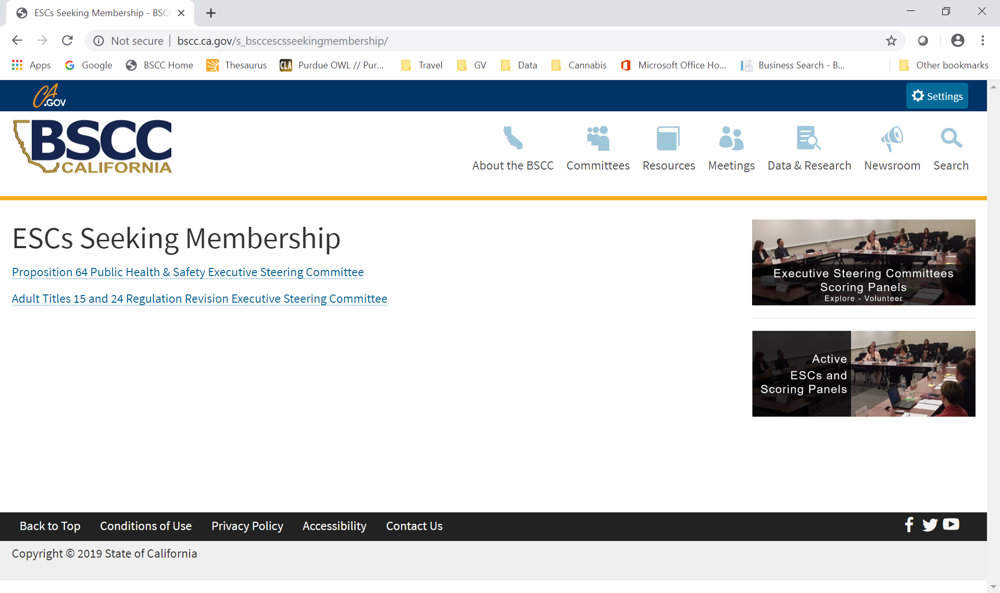 ESCs Seeking Membership - BSC
Not secure
bscc.ca.gov/s_bsccescsseekingmembership/
Apps
Google
BSCC Home
Thesaurus
CLA
Purdue OWL // Pur...
Travel
GV
Data
Cannabis
Microsoft Office Ho...
Business Search - B...
Other bookmarks
CA.GOV
Settings
BSCC
CALIFORNIA
About the BSCC
Committees
Resources
Meetings
Data & Research
Newsroom
Search
ESCs Seeking Membership
Proposition 64 Public Health & Safety Executive Steering Committee
Adult Titles 15 and 24 Regulation Revision Executive Steering Committee
Executive Steering Committees
Scoring Panels
Explore - Volunteer
Active
ESCs and
Scoring Panels
Back to Top
Conditions of Use
Privacy Policy
Accessibility
Contact Us
Copyright © 2019 State of California